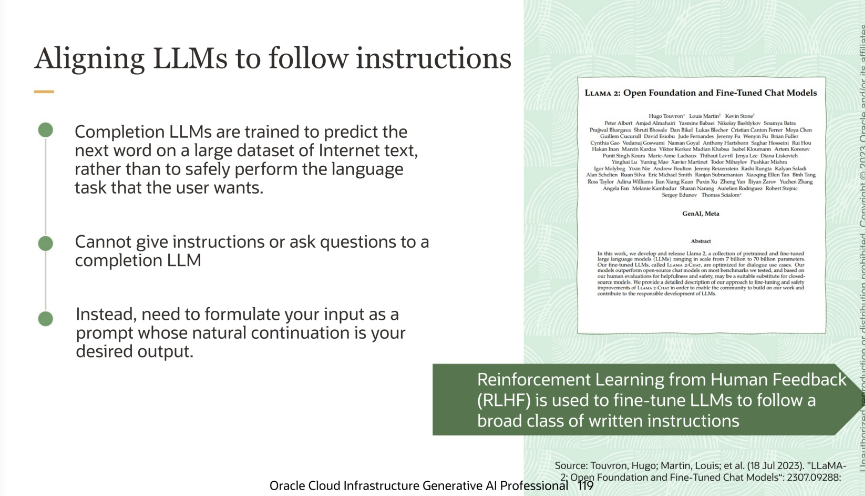 Aligning LLMs to follow instructions
Completion LLMs are trained to predict the
next word on a large dataset of Internet text,
rather than to safely perform the language
task that the user wants.
Cannot give instructions or ask questions to a
completion LLM
Instead, need to formulate your input as a
prompt whose natural continuation is your
desired output.
LLAMA 2: Open Foundation and Fine-Tuned Chat Models
Hugo Touvron* Louis Martin† Kevin Stone†
Peter Albert Amjad Almahairi Yasmine Babaei Nikolay Bashlykov Soumya Batra
Prajjwal Bhargava Shruti Bhosale Dan Bikel Lukas Blecher Cristian Canton Ferrer Moya Chen
Guillem Cucurull David Esiobu Jude Fernandes Jeremy Fu Wenyin Fu Brian Fuller
Cynthia Gao Vedanuj Goswami Naman Goyal Anthony Hartshorn Saghar Hosseini Rui Hou
Hakan Inan Marcin Kardas Viktor Kerkez Madian Khabsa Isabel Kloumann Artem Korenev
Punit Singh Koura Marie-Anne Lachaux Thibaut Lavril Jenya Lee Diana Liskovich
Yinghai Lu Yuning Mao Xavier Martinet Todor Mihaylov Pushkar Mishra
Igor Molybog Yixin Nie Andrew Poulton Jeremy Reizenstein Rashi Rungta Kalyan Saladi
Alan Schelten Ruan Silva Eric Michael Smith Ranjan Subramanian Xiaoqing Ellen Tan Binh Tang
Ross Taylor Adina Williams Jian Xiang Kuan Puxin Xu Zheng Yan Iliyan Zarov Yuchen Zhang
Angela Fan Melanie Kambadur Sharan Narang Aurelien Rodriguez Robert Stojnic
Sergey Edunov Thomas Scialom*
GenAI, Meta
Abstract
In this work, we develop and release Llama 2, a collection of pretrained and fine-tuned
large language models (LLMs) ranging in scale from 7 billion to 70 billion parameters.
Our fine-tuned LLMs, called LLAMA 2-CHAT, are optimized for dialogue use cases. Our
models outperform open-source chat models on most benchmarks we tested, and based on
our human evaluations for helpfulness and safety, may be a suitable substitute for closed-
source models. We provide a detailed description of our approach to fine-tuning and safety
improvements of LLAMA 2-CHAT in order to enable the community to build on our work and
contribute to the responsible development of LLMs.
Reinforcement Learning from Human Feedback
(RLHF) is used to fine-tune LLMs to follow a
broad class of written instructions
Source: Touvron, Hugo; Martin, Louis; et al. (18 Jul 2023). "LLaMA-
2: Open Foundation and Fine-Tuned Chat Models": 2307.09288:
Oracle Cloud Infrastructure Generative AI Professional 119
Unauthorized reproduction or distribution prohibited. Copyright © 2023 Oracle and/or its affiliates